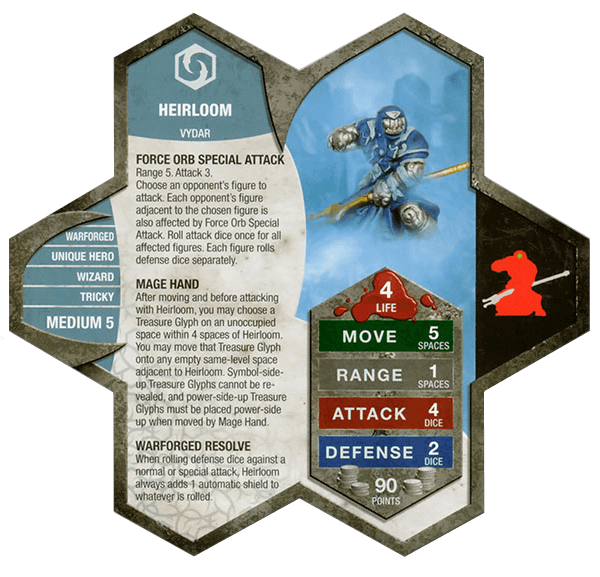 HEIRLOOM
VYDAR
FORCE ORB SPECIAL ATTACK
Range 5. Attack 3.
Choose an opponent's figure to
attack. Each opponent's figure
adjacent to the chosen figure is
also affected by Force Orb Special
Attack. Roll attack dice once for all
affected figures. Each figure rolls
defense dice separately.
MAGE HAND
After moving and before attacking
with Heirloom, you may choose a
Treasure Glyph on an unoccupied
space within 4 spaces of Heirloom.
You may move that Treasure Glyph
onto any empty same-level space
adjacent to Heirloom. Symbol-side-
up Treasure Glyphs cannot be re-
vealed, and power-side-up Treasure
Glyphs must be placed power-side
up when moved by Mage Hand.
WARFORGED RESOLVE
When rolling defense dice against a
normal or special attack, Heirloom
always adds 1 automatic shield to
whatever is rolled.
WARFORGED
UNIQUE HERO
WIZARD
TRICKY
MEDIUM 5
4
LIFE
MOVE 5
SPACES
RANGE 1
SPACES
ATTACK 4
DICE
DEFENSE 2
DICE
90
POINTS